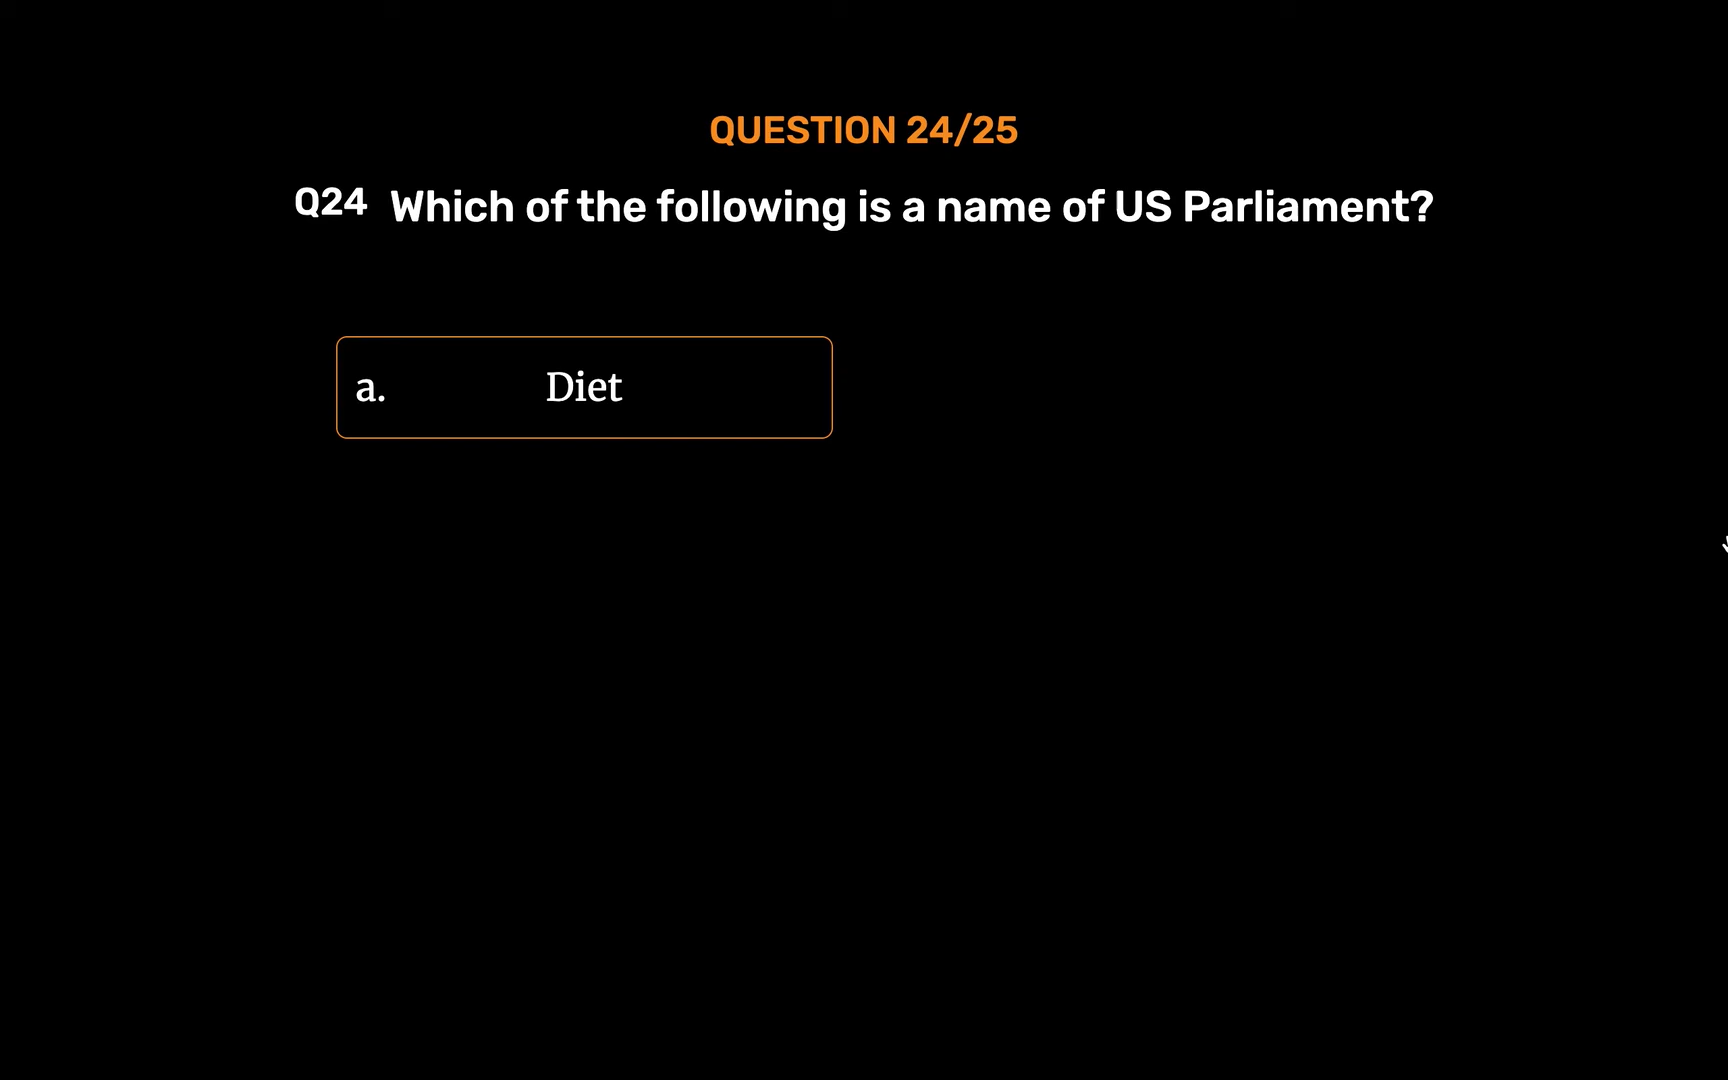 QUESTION 24/25
Q24 Which of the following is a name of US Parliament?
a. Diet